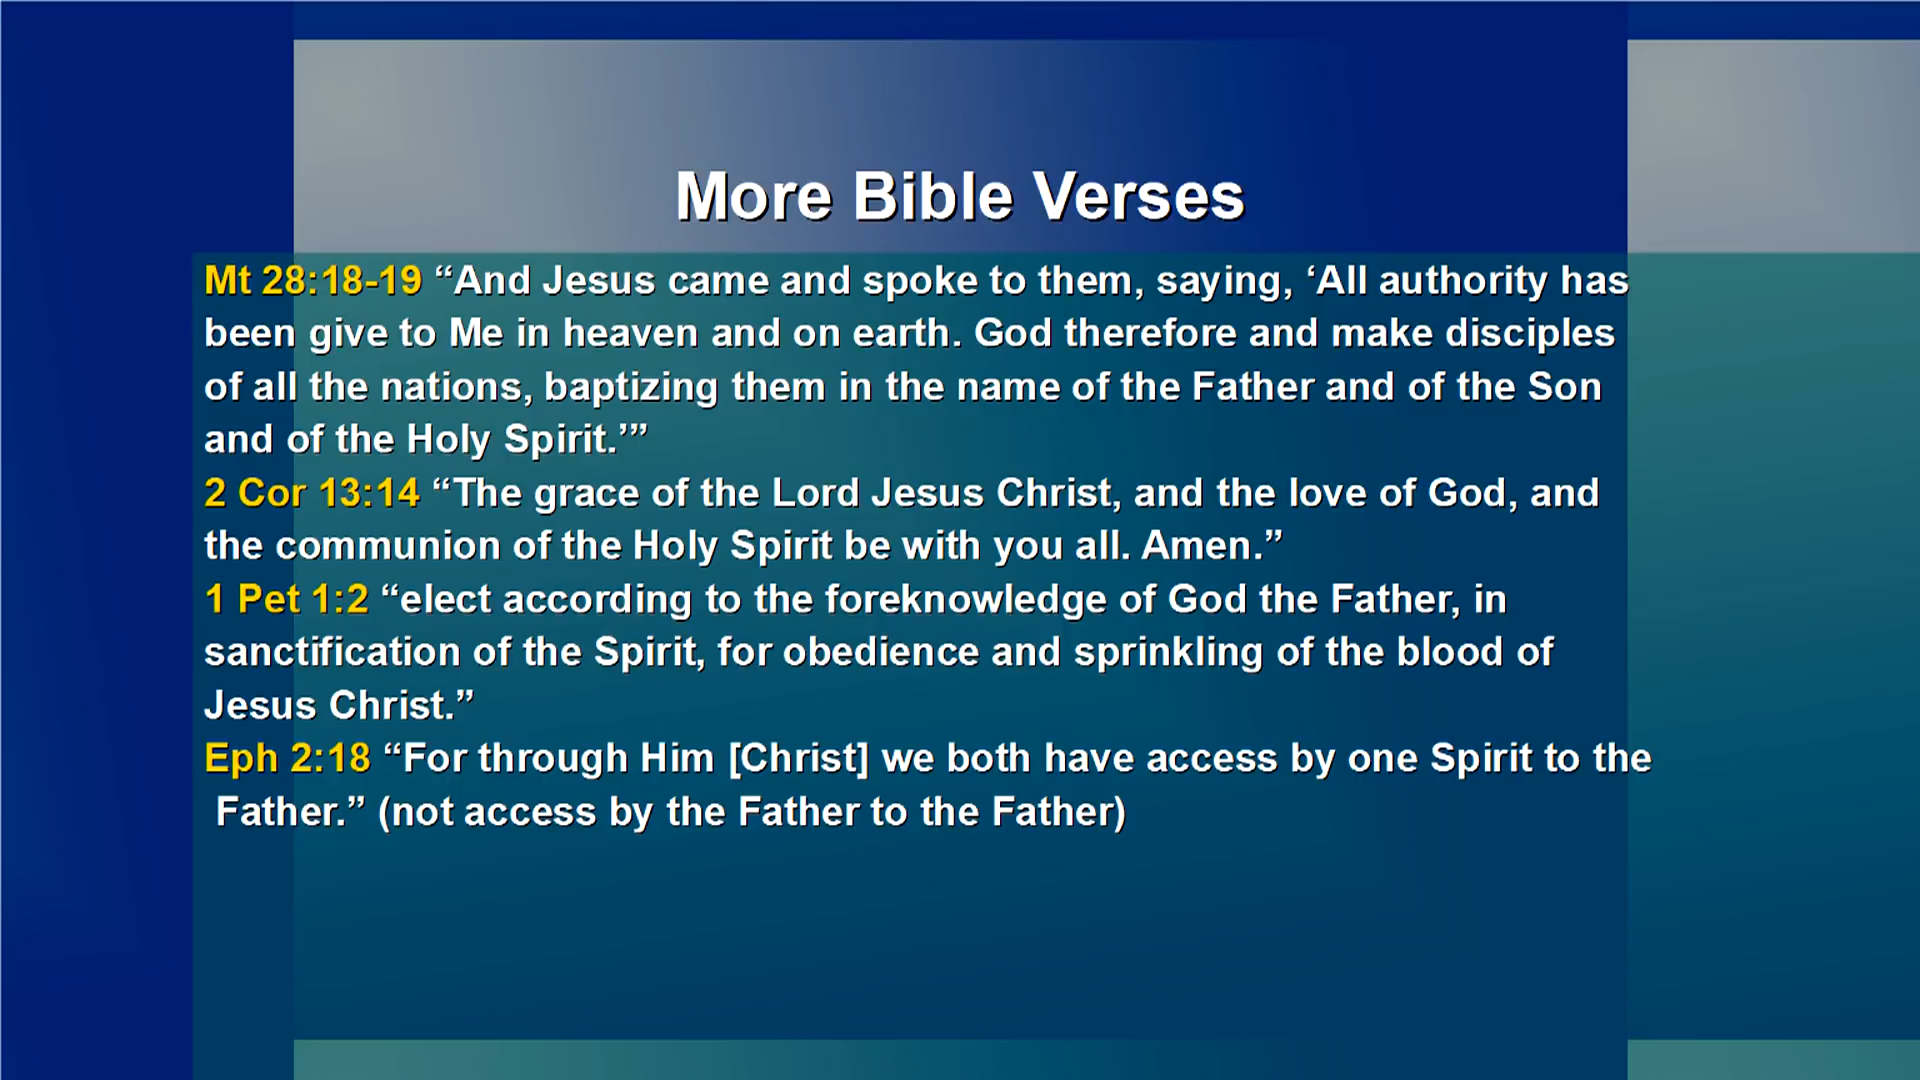 More Bible Verses
Mt 28:18-19 “And Jesus came and spoke to them, saying, ‘All authority has
been give to Me in heaven and on earth. God therefore and make disciples
of all the nations, baptizing them in the name of the Father and of the Son
and of the Holy Spirit.’”
2 Cor 13:14 “The grace of the Lord Jesus Christ, and the love of God, and
the communion of the Holy Spirit be with you all. Amen.”
1 Pet 1:2 “elect according to the foreknowledge of God the Father, in
sanctification of the Spirit, for obedience and sprinkling of the blood of
Jesus Christ.”
Eph 2:18 “For through Him [Christ] we both have access by one Spirit to the
Father.” (not access by the Father to the Father)